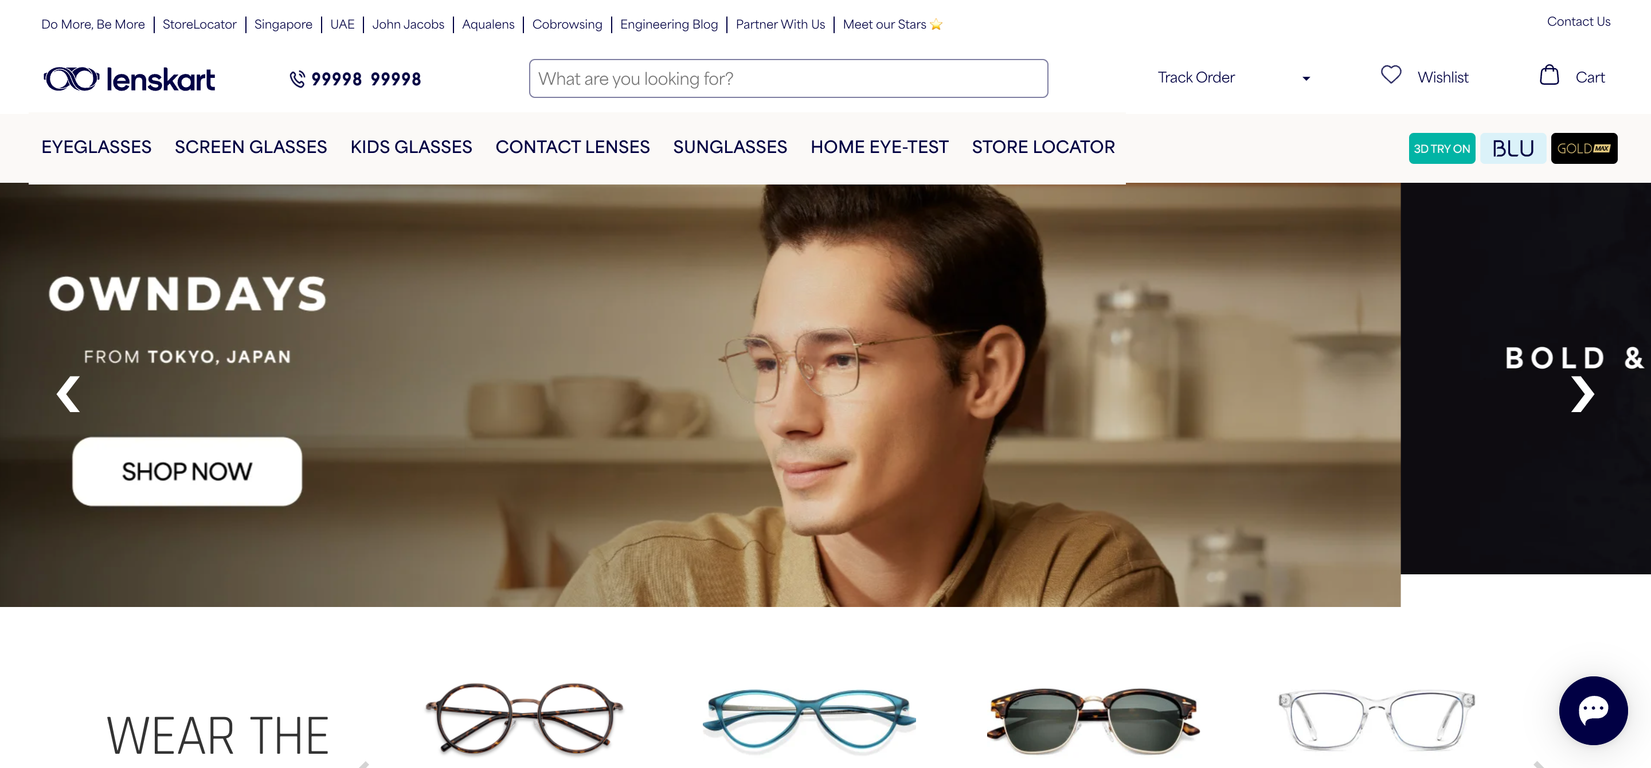 Do More, Be More | StoreLocator | Singapore | UAE | John Jacobs | Aqualens | Cobrowsing | Engineering Blog | Partner With Us | Meet our Stars ⭐
Contact Us
lenskart
99998 99998
What are you looking for?
Track Order
Wishlist
Cart
EYEGLASSES SCREEN GLASSES KIDS GLASSES CONTACT LENSES SUNGLASSES HOME EYE-TEST STORE LOCATOR
3D TRY ON
BLU
GOLD MAX
OWNDAYS
FROM TOKYO, JAPAN
SHOP NOW
BOLD &
WEAR THE